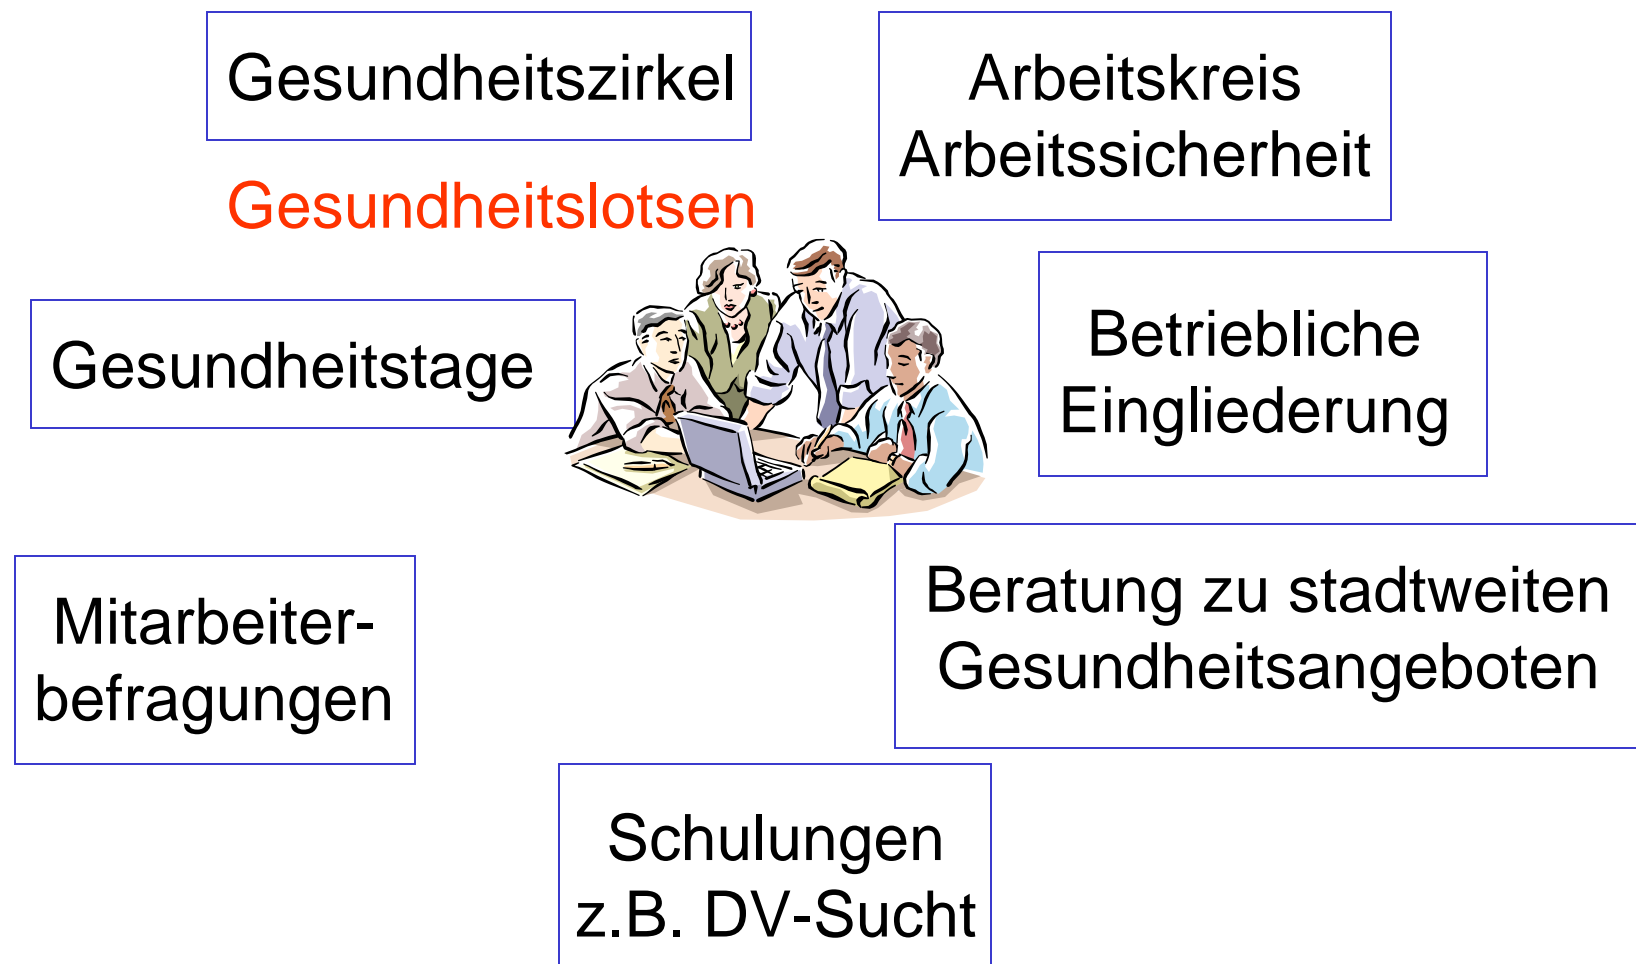 Gesundheitszirkel
Arbeitskreis
Arbeitssicherheit
Gesundheitslotsen
Gesundheitstage
Betriebliche
Eingliederung
Mitarbeiter-
befragungen
Beratung zu stadtweiten
Gesundheitsangeboten
Schulungen
z.B. DV-Sucht